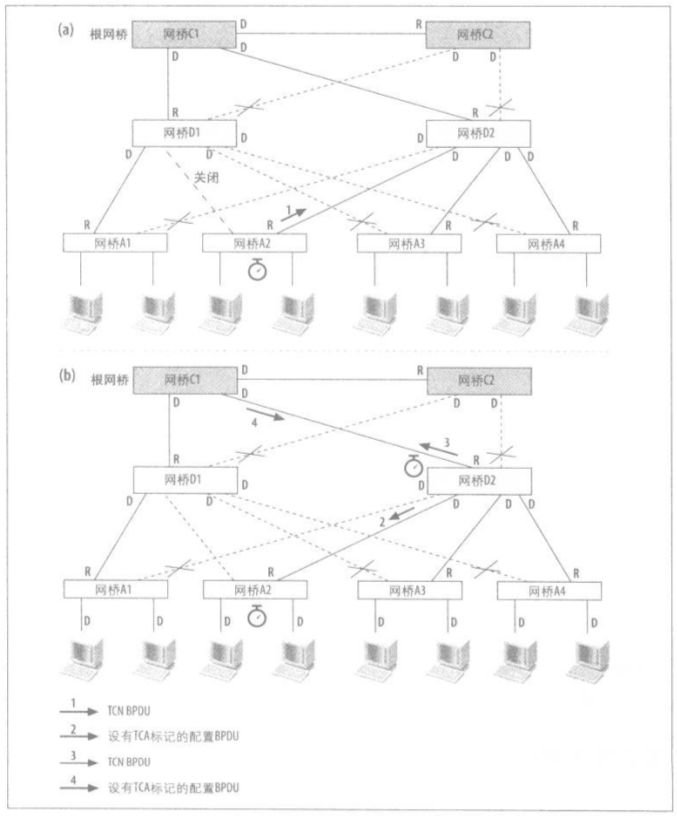 (a) 根网桥 网桥C1 D R 网桥C2
D D D
D R R
网桥D1 D D 网桥D2
D D D D D
关闭
1
R R R R
网桥A1 网桥A2 网桥A3 网桥A4
(b) 根网桥 网桥C1 D R 网桥C2
D D D D
4 3
R R
网桥D1 D D 网桥D2
D D D D D
2
R R R R
网桥A1 网桥A2 网桥A3 网桥A4
D D D D D D D D
1 TCN BPDU
2 设有TCA标记的配置BPDU
3 TCN BPDU
4 设有TCA标记的配置BPDU